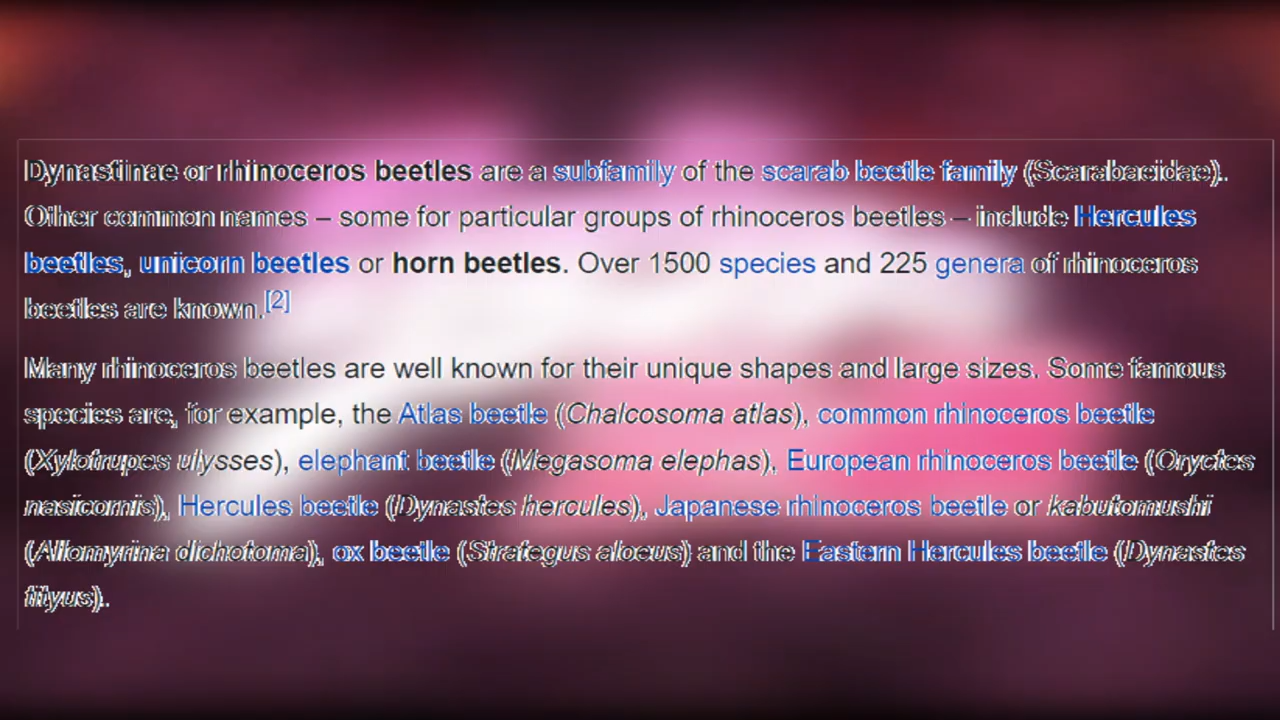 Dynastinae or rhinoceros beetles are a subfamily of the scarab beetle family (Scarabaeidae).
Other common names – some for particular groups of rhinoceros beetles – include Hercules
beetles, unicorn beetles or horn beetles. Over 1500 species and 225 genera of rhinoceros
beetles are known.[2]
Many rhinoceros beetles are well known for their unique shapes and large sizes. Some famous
species are, for example, the Atlas beetle (Chalcosoma atlas), common rhinoceros beetle
(Xylotrupes ulysses), elephant beetle (Megasoma elephas), European rhinoceros beetle (Oryctes
nasicornis), Hercules beetle (Dynastes hercules), Japanese rhinoceros beetle or kabutomushi
(Allomyrina dichotoma), ox beetle (Strategus aloeus) and the Eastern Hercules beetle (Dynastes
tityus).